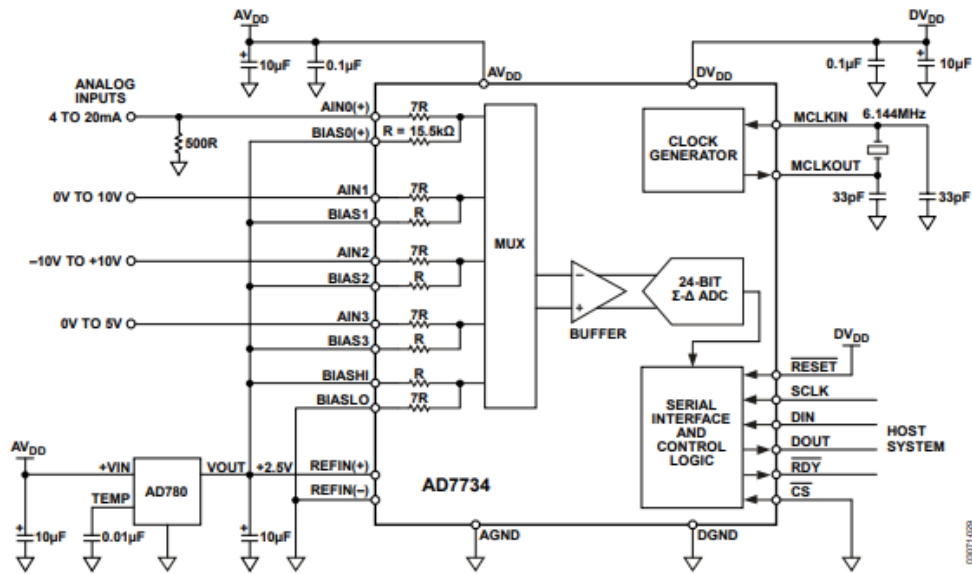 AVDD
DVDD
10µF
0.1µF
0.1µF
10µF
AVDD
DVDD
ANALOG
INPUTS
4 TO 20mA
500R
AIN0(+)
7R
BIAS0(+)
R = 15.5kΩ
0V TO 10V
AIN1
7R
BIAS1
R
–10V TO +10V
AIN2
7R
BIAS2
R
0V TO 5V
AIN3
7R
BIAS3
R
BIASHI
R
BIASLO
7R
MUX
BUFFER
–
+
24-BIT
Σ-Δ ADC
CLOCK
GENERATOR
MCLKIN
6.144MHz
MCLKOUT
33pF
33pF
DVDD
SERIAL
INTERFACE
AND
CONTROL
LOGIC
RESET
SCLK
DIN
DOUT
RDY
CS
HOST
SYSTEM
AVDD
+VIN
VOUT
+2.5V
REFIN(+)
TEMP
AD780
REFIN(–)
AD7734
10µF
0.01µF
10µF
AGND
DGND
03071-029